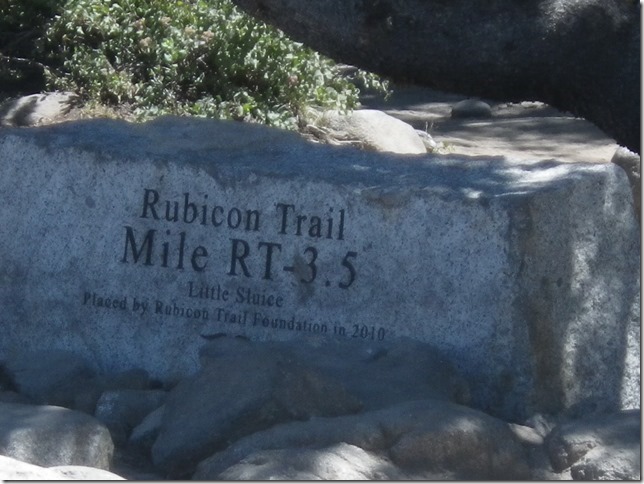 Rubicon Trail
Mile RT-3.5
Little Sluice
Placed by Rubicon Trail Foundation in 2010